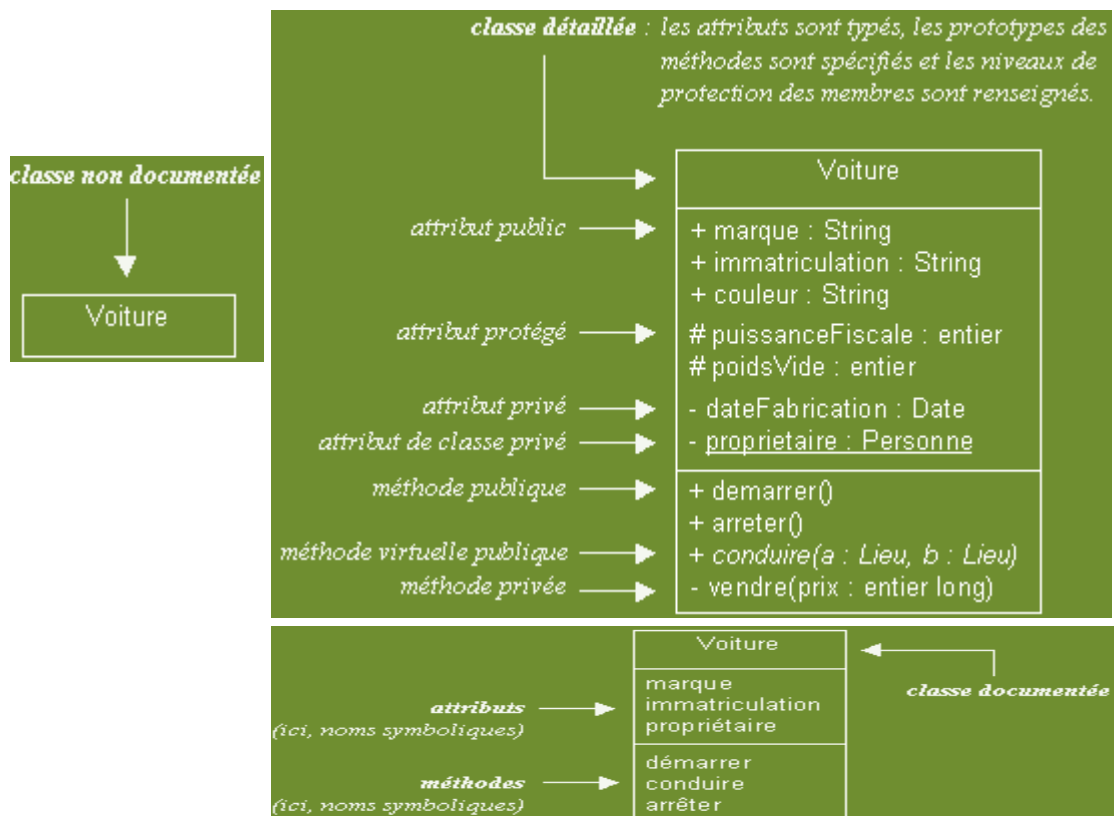 classe non documentée
Voiture
classe détaillée : les attributs sont typés, les prototypes des
méthodes sont spécifiés et les niveaux de
protection des membres sont renseignés.
Voiture
attribut public
+ marque : String
+ immatriculation : String
+ couleur : String
attribut protégé
# puissanceFiscale : entier
# poidsVide : entier
attribut privé
- dateFabrication : Date
attribut de classe privé
- proprietaire : Personne
méthode publique
+ demarrer()
+ arreter()
méthode virtuelle publique
+ conduire(a : Lieu, b : Lieu)
méthode privée
- vendre(prix : entier long)
Voiture
classe documentée
attributs
(ici, noms symboliques)
marque
immatriculation
propriétaire
méthodes
(ici, noms symboliques)
démarrer
conduire
arrêter